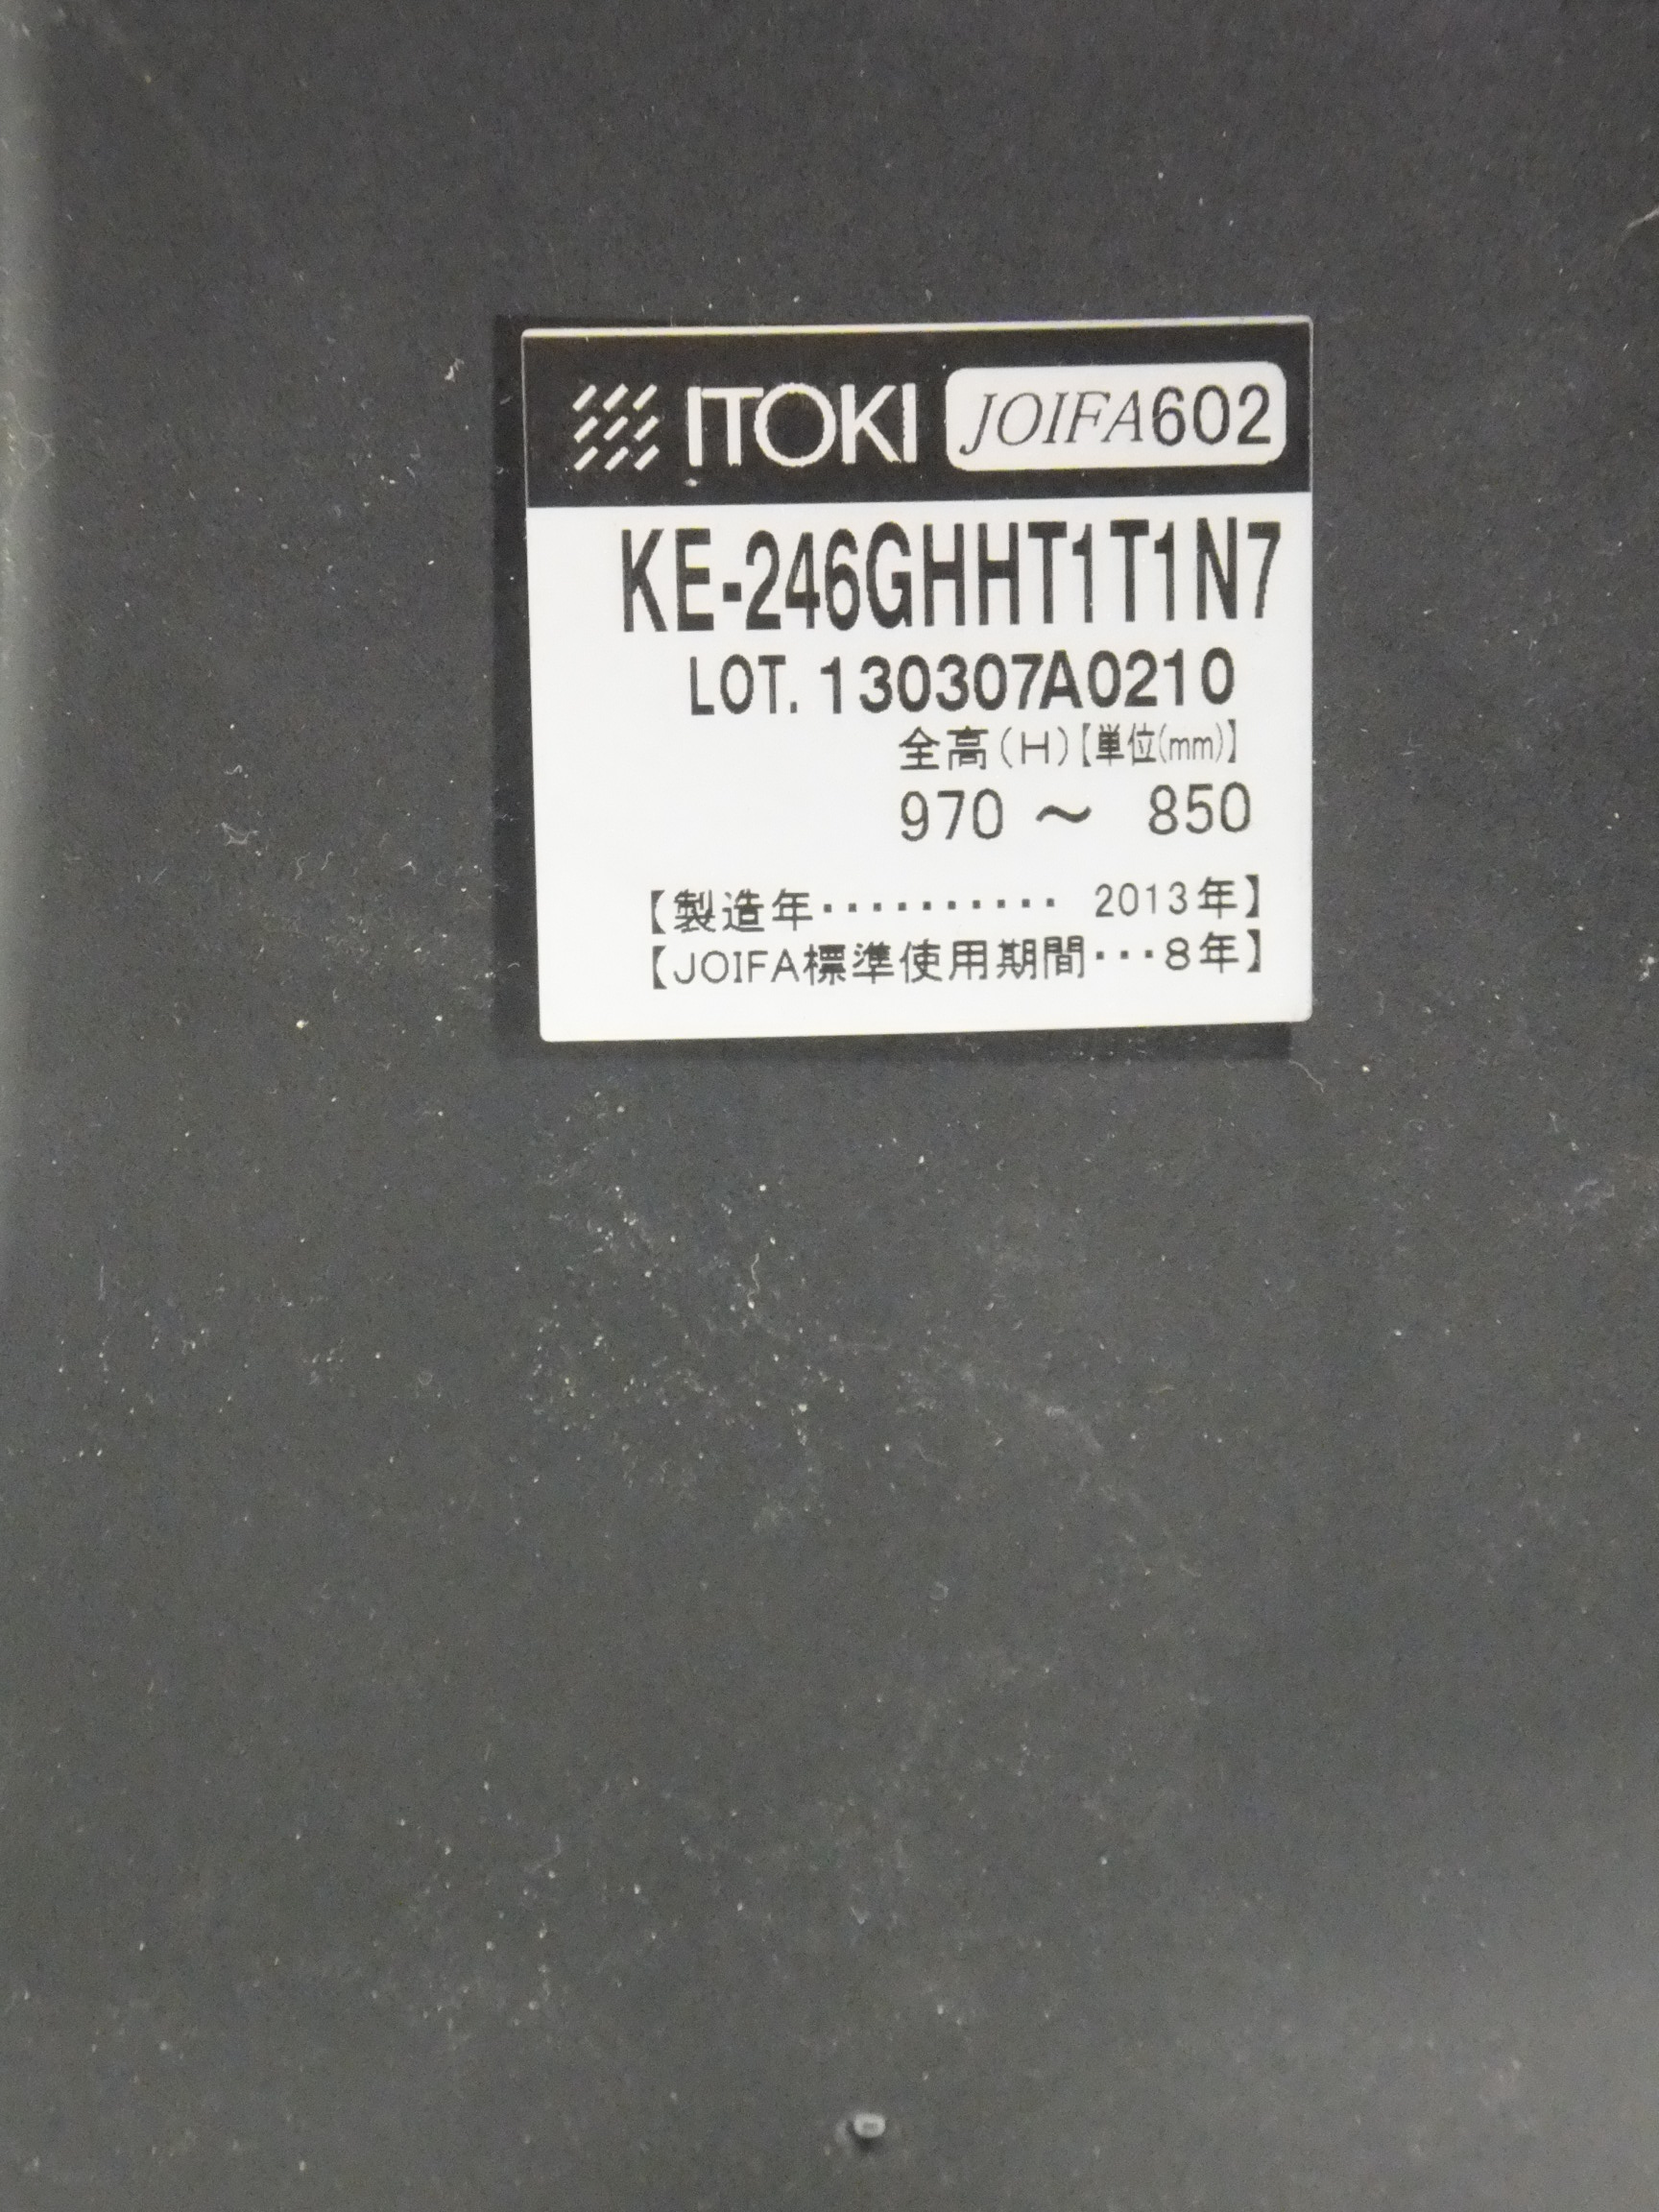 ITOKI JOIFA602
KE-246GHHT1T1N7
LOT. 130307A0210
全高(H)【単位(mm)】
970 ～ 850
【製造年‥‥‥‥‥ 2013年】
【JOIFA標準使用期間…8年】